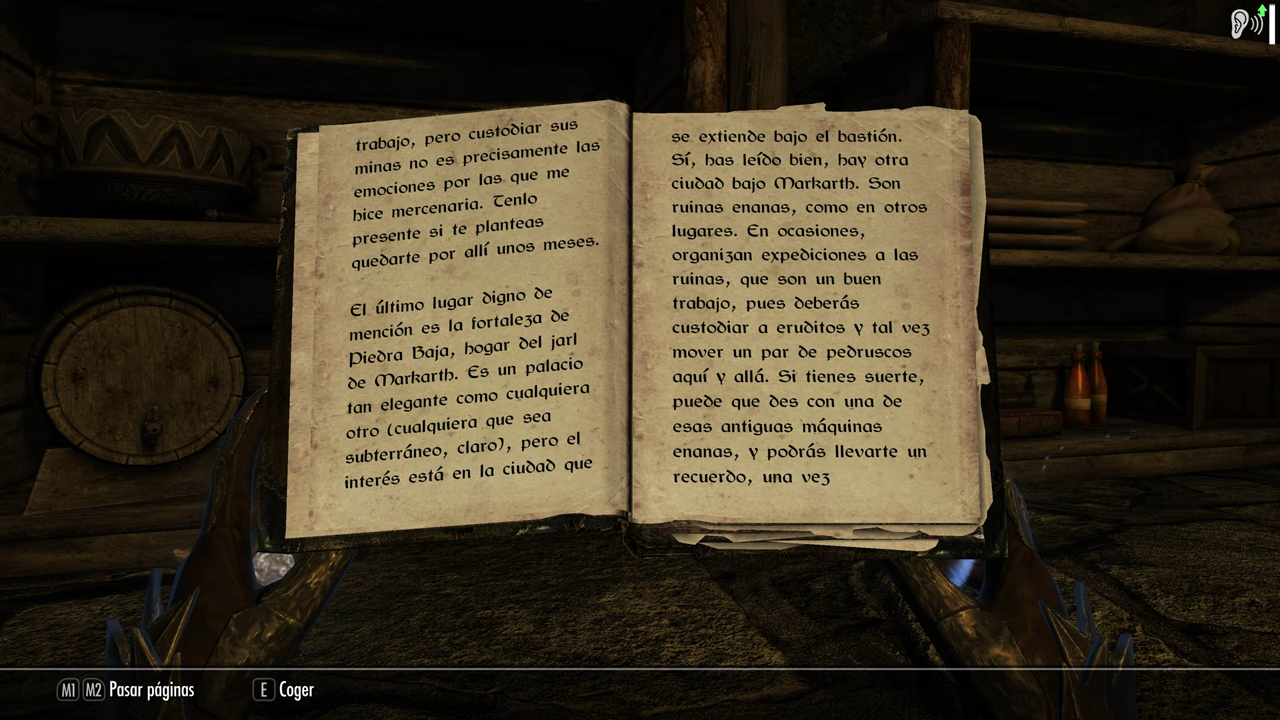 trabajo, pero custodiar sus
minas no es precisamente las
emociones por las que me
hice mercenaria. Tenlo
presente si te planteas
quedarte por allí unos meses.
El último lugar digno de
mención es la fortaleza de
Piedra Baja, hogar del jarl
de Markarth. Es un palacio
tan elegante como cualquiera
otro (cualquiera que sea
subterráneo, claro), pero el
interés está en la ciudad que
se extiende bajo el bastión.
Sí, has leído bien, hay otra
ciudad bajo Markarth. Son
ruinas enanas, como en otros
lugares. En ocasiones,
organizan expediciones a las
ruinas, que son un buen
trabajo, pues deberás
custodiar a eruditos y tal vez
mover un par de pedruscos
aquí y allá. Si tienes suerte,
puede que des con una de
esas antiguas máquinas
enanas, y podrás llevarte un
recuerdo, una vez
M1 M2 Pasar páginas
E Coger